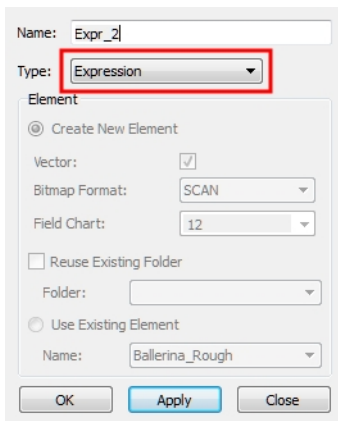 Name: Expr_2
Type: Expression
Element
Create New Element
Vector:
Bitmap Format: SCAN
Field Chart: 12
Reuse Existing Folder
Folder:
Use Existing Element
Name: Ballerina_Rough
OK Apply Close